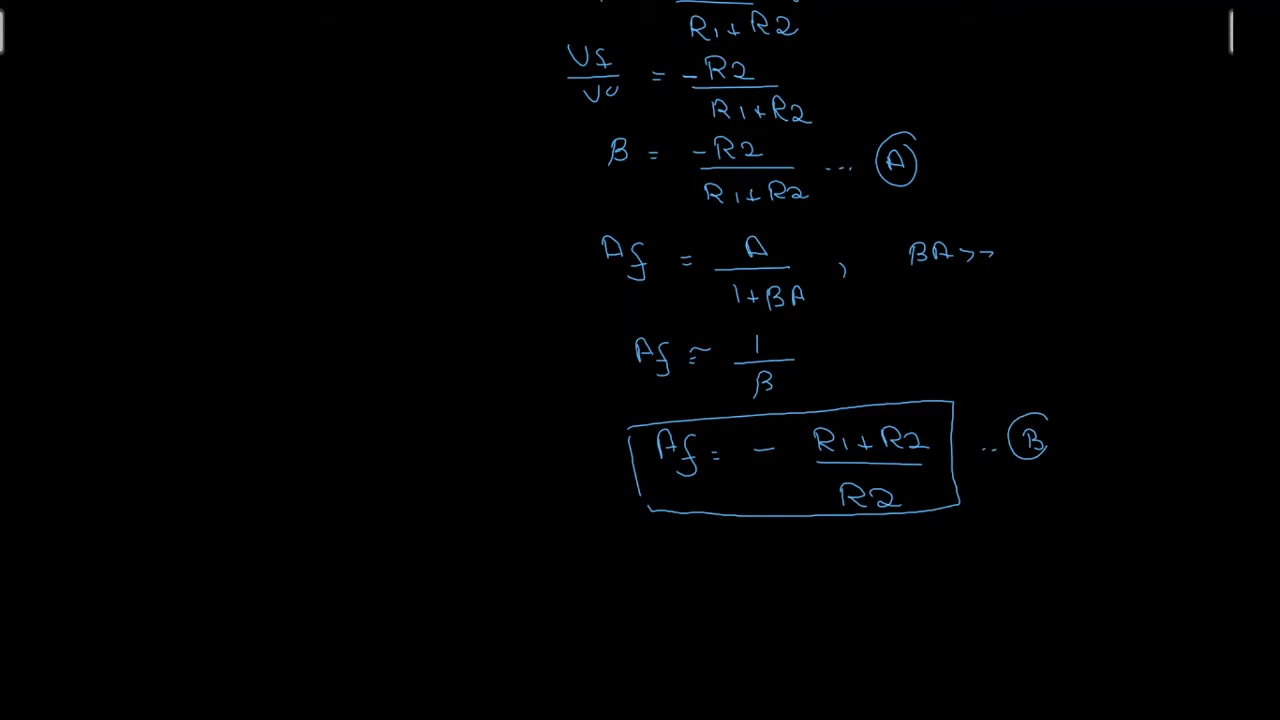 R1+R2
Vf/Vo = -R2/R1+R2
β = -R2/R1+R2 ... A
Af = A/1+βA , βA>>
Af ≈ 1/β
Af = - R1+R2/R2 .. B